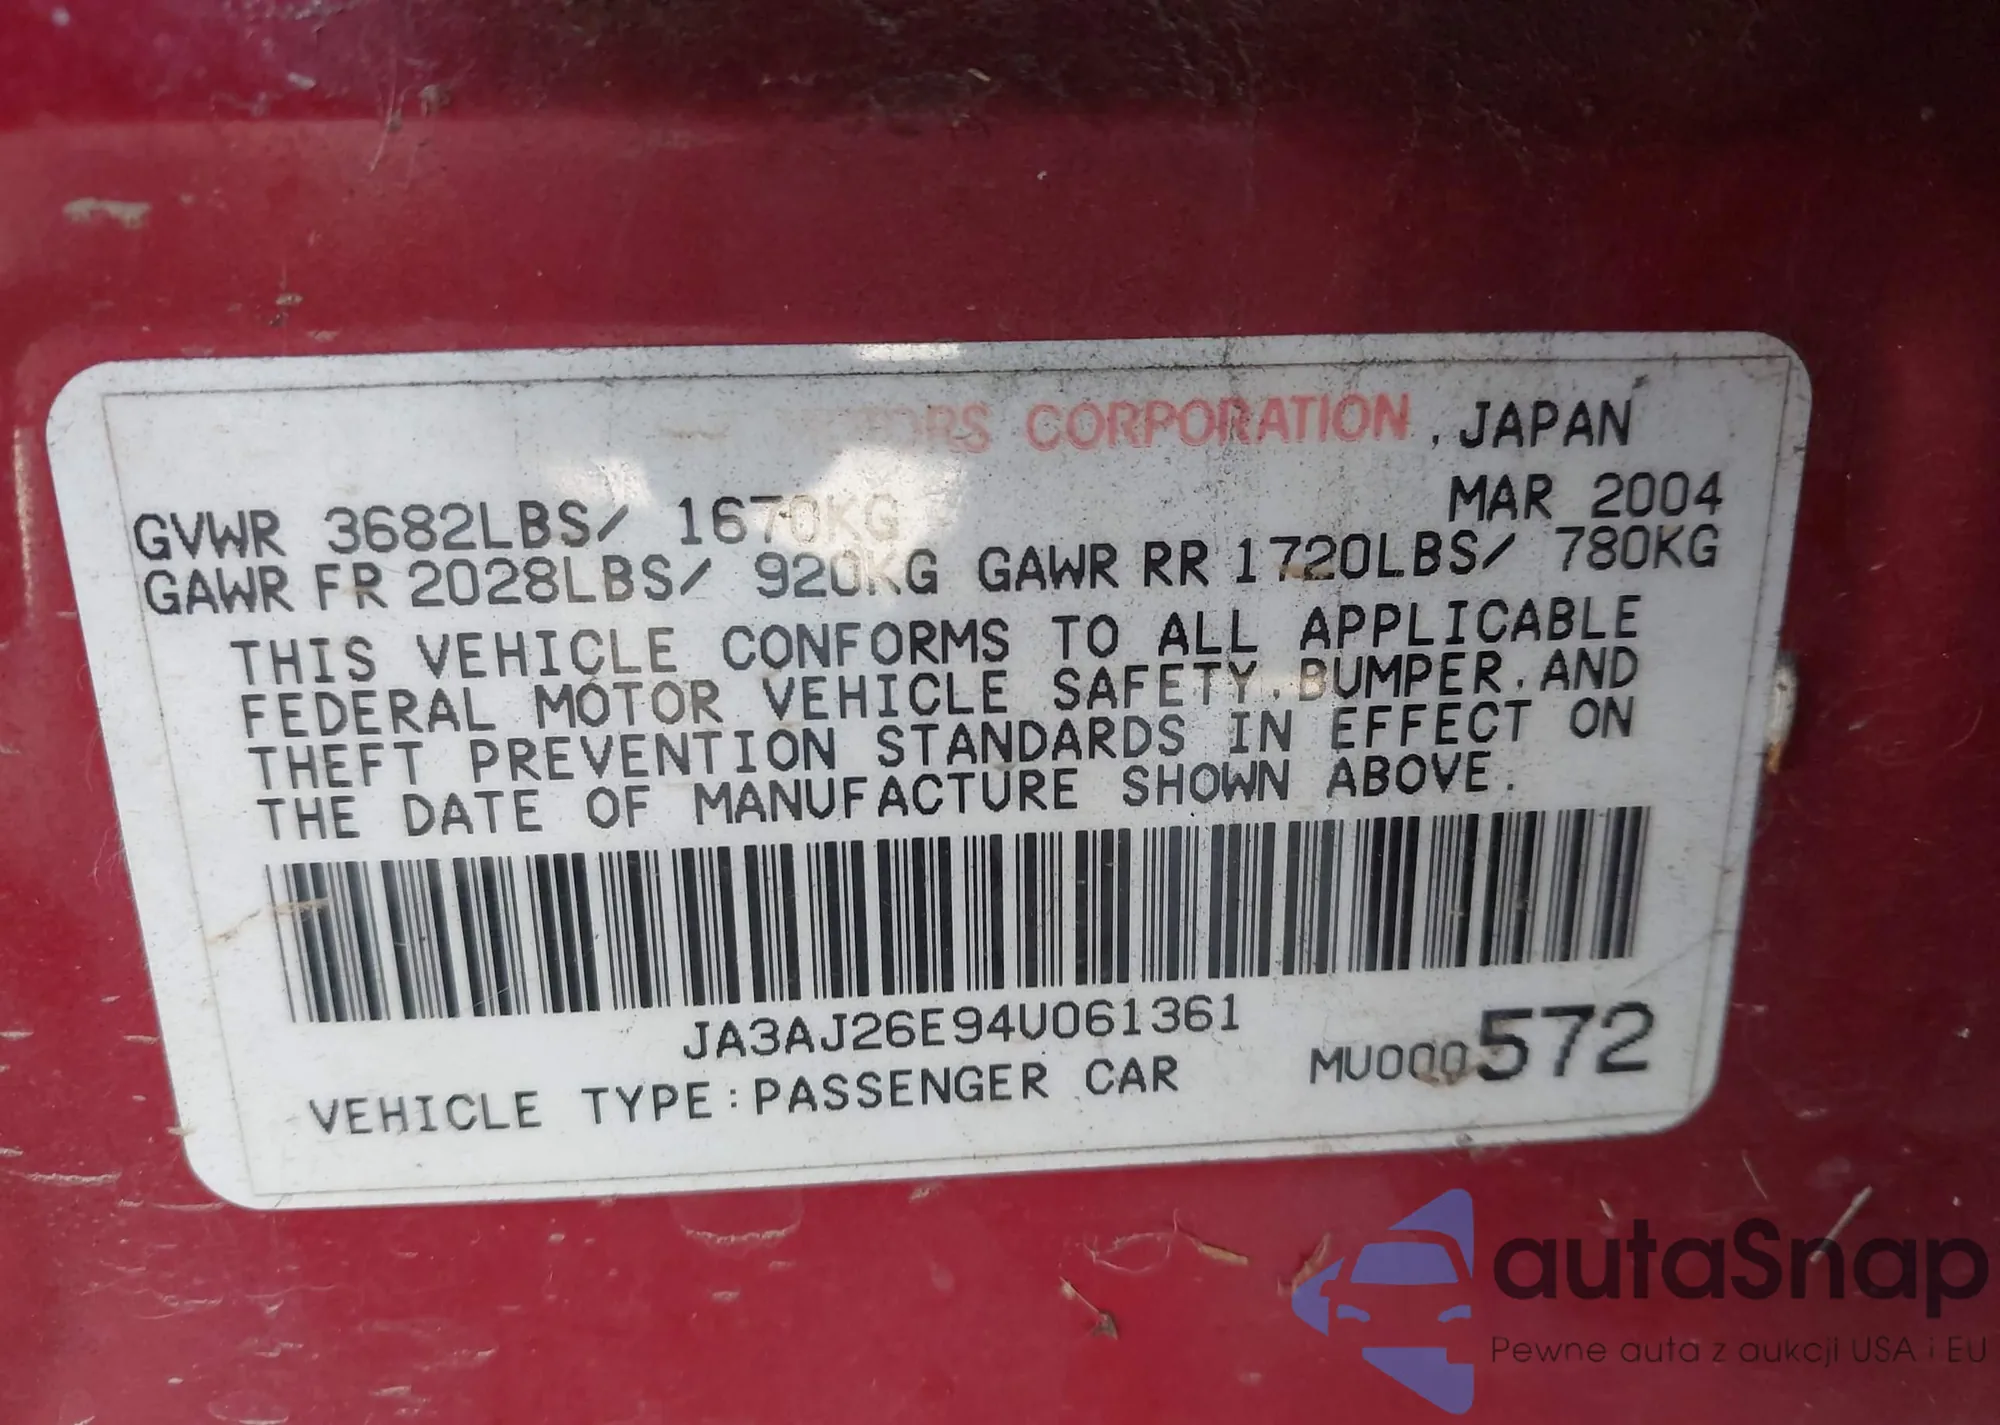 MOTORS CORPORATION , JAPAN
MAR 2004
GVWR 3682LBS/ 1670KG
GAWR FR 2028LBS/ 920KG GAWR RR 1720LBS/ 780KG
THIS VEHICLE CONFORMS TO ALL APPLICABLE
FEDERAL MOTOR VEHICLE SAFETY, BUMPER, AND
THEFT PREVENTION STANDARDS IN EFFECT ON
THE DATE OF MANUFACTURE SHOWN ABOVE.
JA3AJ26E94U061361
MU000572
VEHICLE TYPE:PASSENGER CAR
autaSnap
Pewne auta z aukcji USA i EU